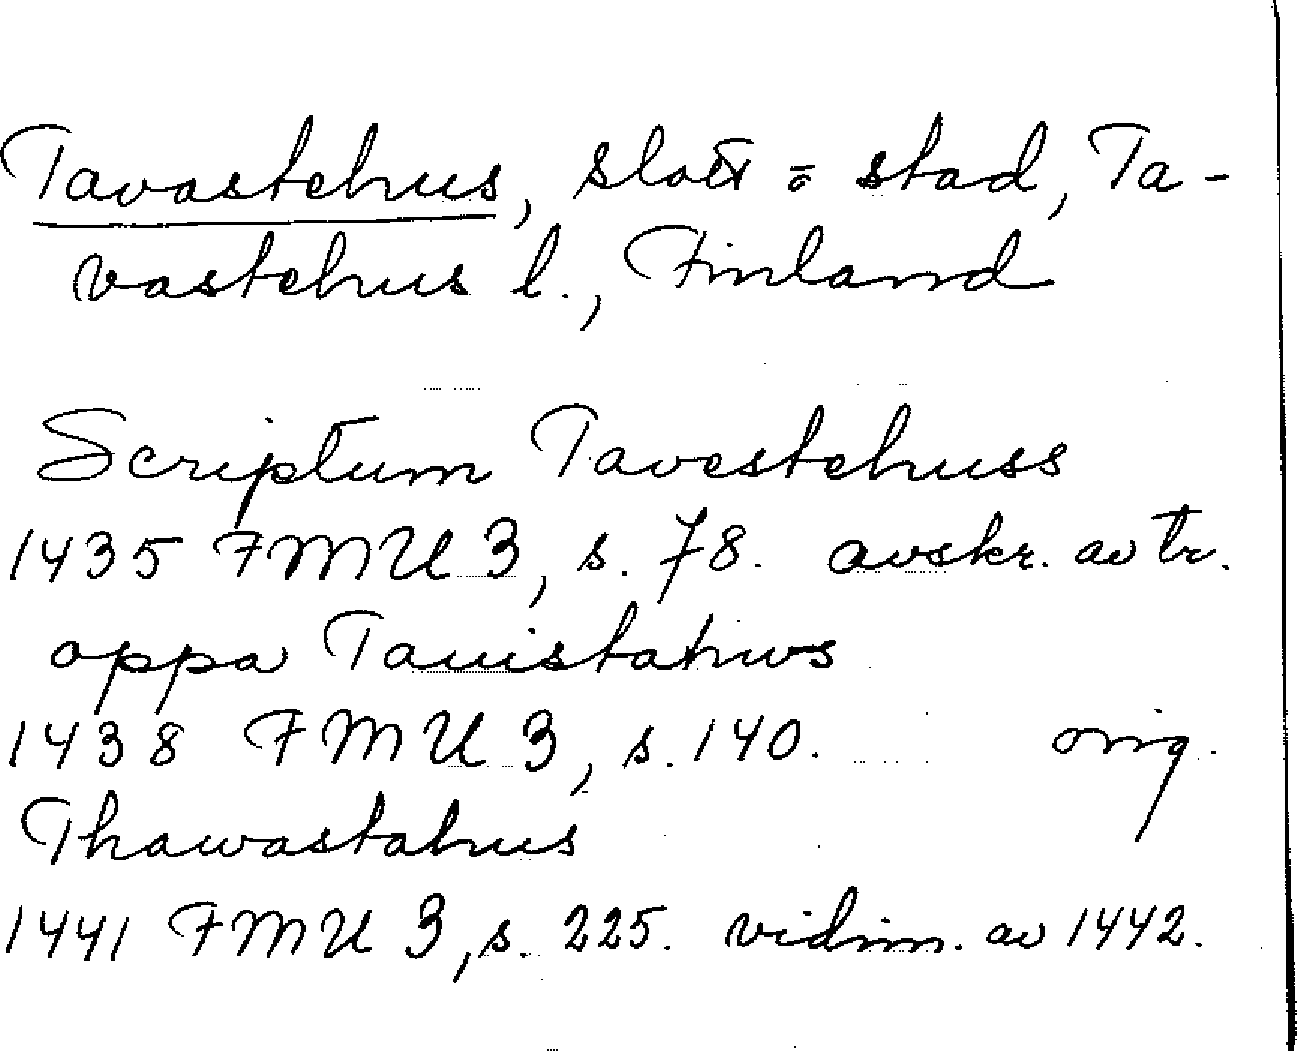 Tavastehus, slott o stad, Ta-
vastehus l., Finland
Scriptum Tavestehuss
1435 FMU 3, s. 78. avskr. av tr.
oppa Tauistahws
1438 FMU 3, s. 140. orig.
Thawastahus
1441 FMU 3, s. 225. vidim. av 1442.